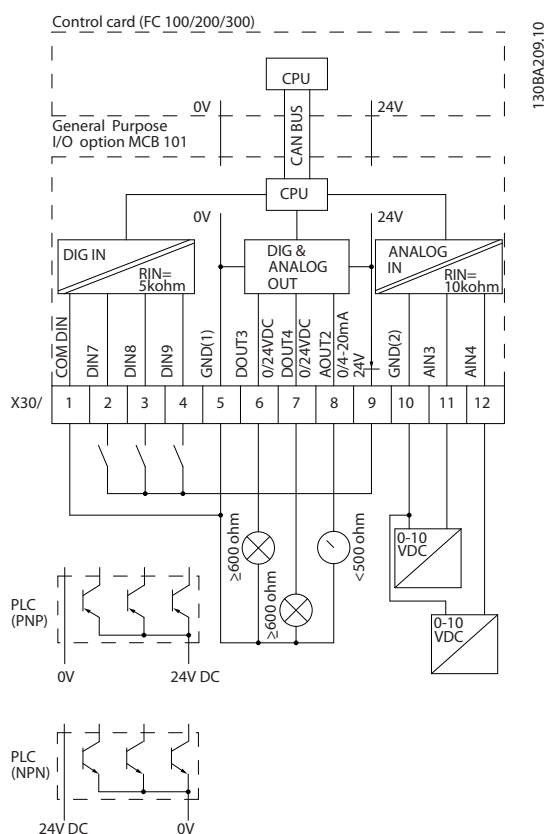 Control card (FC 100/200/300)
130BA209.10
CPU
0V
24V
General Purpose
I/O option MCB 101
CAN BUS
CPU
0V
24V
DIG IN
RIN=
5kohm
DIG &
ANALOG
OUT
ANALOG
IN
RIN=
10kohm
COM DIN
DIN7
DIN8
DIN9
GND(1)
DOUT3
0/24VDC
DOUT4
0/24VDC
AOUT2
0/4-20mA
24V
GND(2)
AIN3
AIN4
X30/
1
2
3
4
5
6
7
8
9
10
11
12
≥600 ohm
≥600 ohm
<500 ohm
0-10
VDC
0-10
VDC
PLC
(PNP)
0V
24V DC
PLC
(NPN)
24V DC
0V